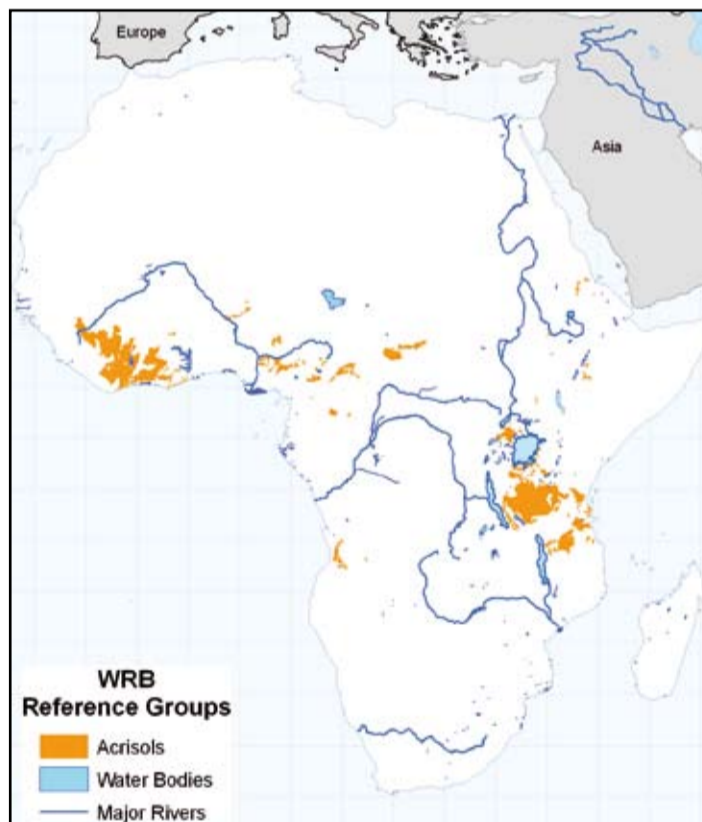 Europe
Asia
WRB
Reference Groups
Acrisols
Water Bodies
Major Rivers